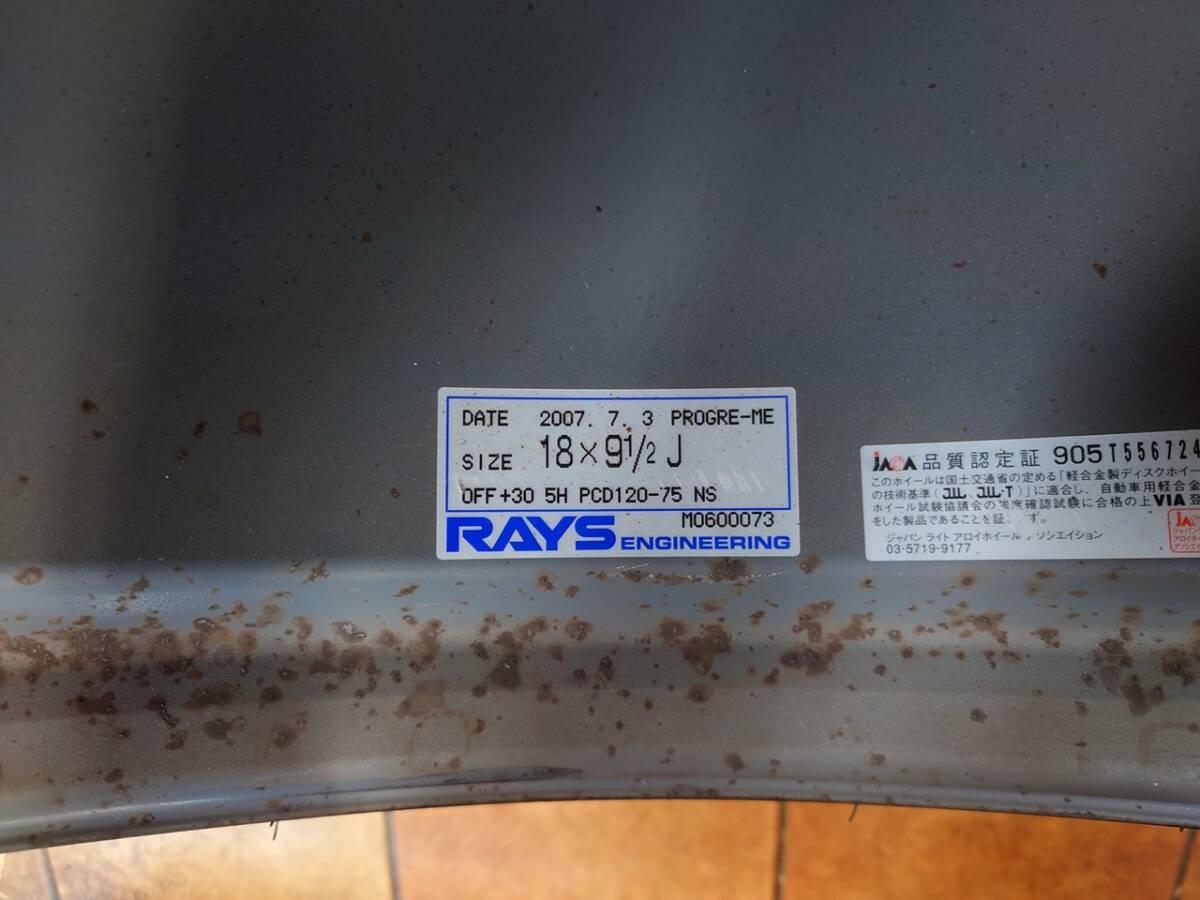 DATE 2007. 7. 3 PROGRE-ME
SIZE 18×9 1/2 J
OFF+30 5H PCD120-75 NS
M0600073
RAYS ENGINEERING
JAWA 品質認定証 905T556724
このホイールは国土交通省の定める「軽合金製ディスクホイー
の技術基準(JWL、JWL-T)」に適合し、自動車用軽合金
ホイール試験協議会の強度確認試験に合格の上VIA登
をした製品であることを証 す。
ジャパン ライト アロイホイール ソシエイション
03-5719-9177